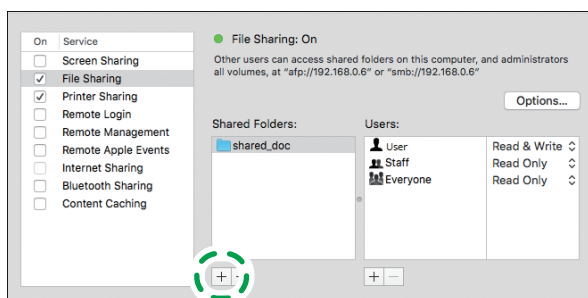 On Service
Screen Sharing
File Sharing
Printer Sharing
Remote Login
Remote Management
Remote Apple Events
Internet Sharing
Bluetooth Sharing
Content Caching
File Sharing: On
Other users can access shared folders on this computer, and administrators
all volumes, at “afp://192.168.0.6” or “smb://192.168.0.6”
Options...
Shared Folders:
shared_doc
+ -
Users:
User Read & Write
Staff Read Only
Everyone Read Only
+ −